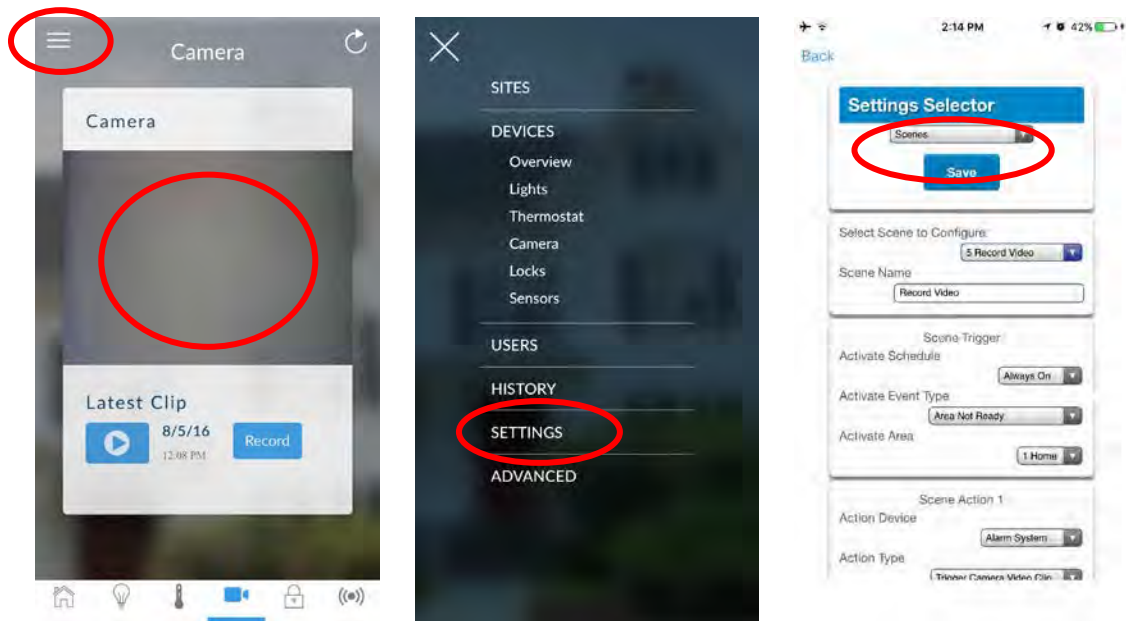 Camera
Camera
Latest Clip
8/5/16
12:08 PM
Record
SITES
DEVICES
Overview
Lights
Thermostat
Camera
Locks
Sensors
USERS
HISTORY
SETTINGS
ADVANCED
2:14 PM
42%
Back
Settings Selector
Scenes
Save
Select Scene to Configure:
5 Record Video
Scene Name
Record Video
Scene Trigger
Activate Schedule
Always On
Activate Event Type
Area Not Ready
Activate Area
1 Home
Scene Action 1
Action Device
Alarm System
Action Type
Trigger Camera Video Clip